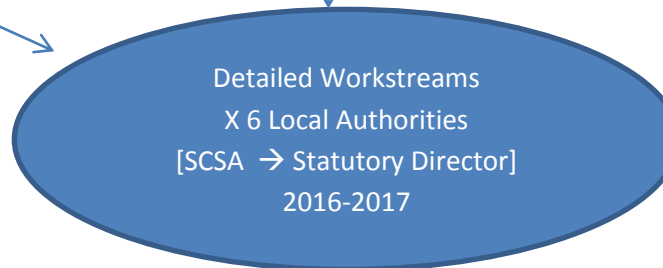 Detailed Workstreams
X 6 Local Authorities
[SCSA → Statutory Director]
2016-2017